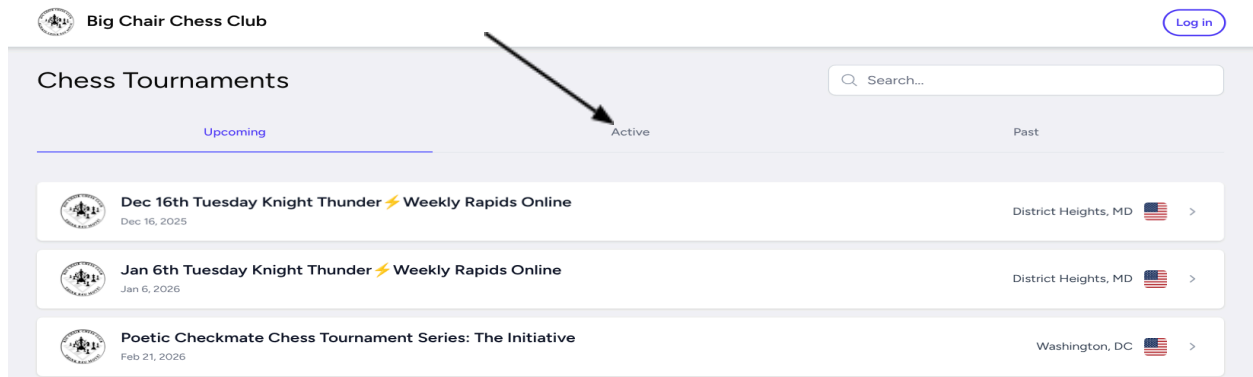 Big Chair Chess Club
Log in
Chess Tournaments
Search...
Upcoming
Active
Past
Dec 16th Tuesday Knight Thunder⚡Weekly Rapids Online
Dec 16, 2025
District Heights, MD
Jan 6th Tuesday Knight Thunder⚡Weekly Rapids Online
Jan 6, 2026
District Heights, MD
Poetic Checkmate Chess Tournament Series: The Initiative
Feb 21, 2026
Washington, DC